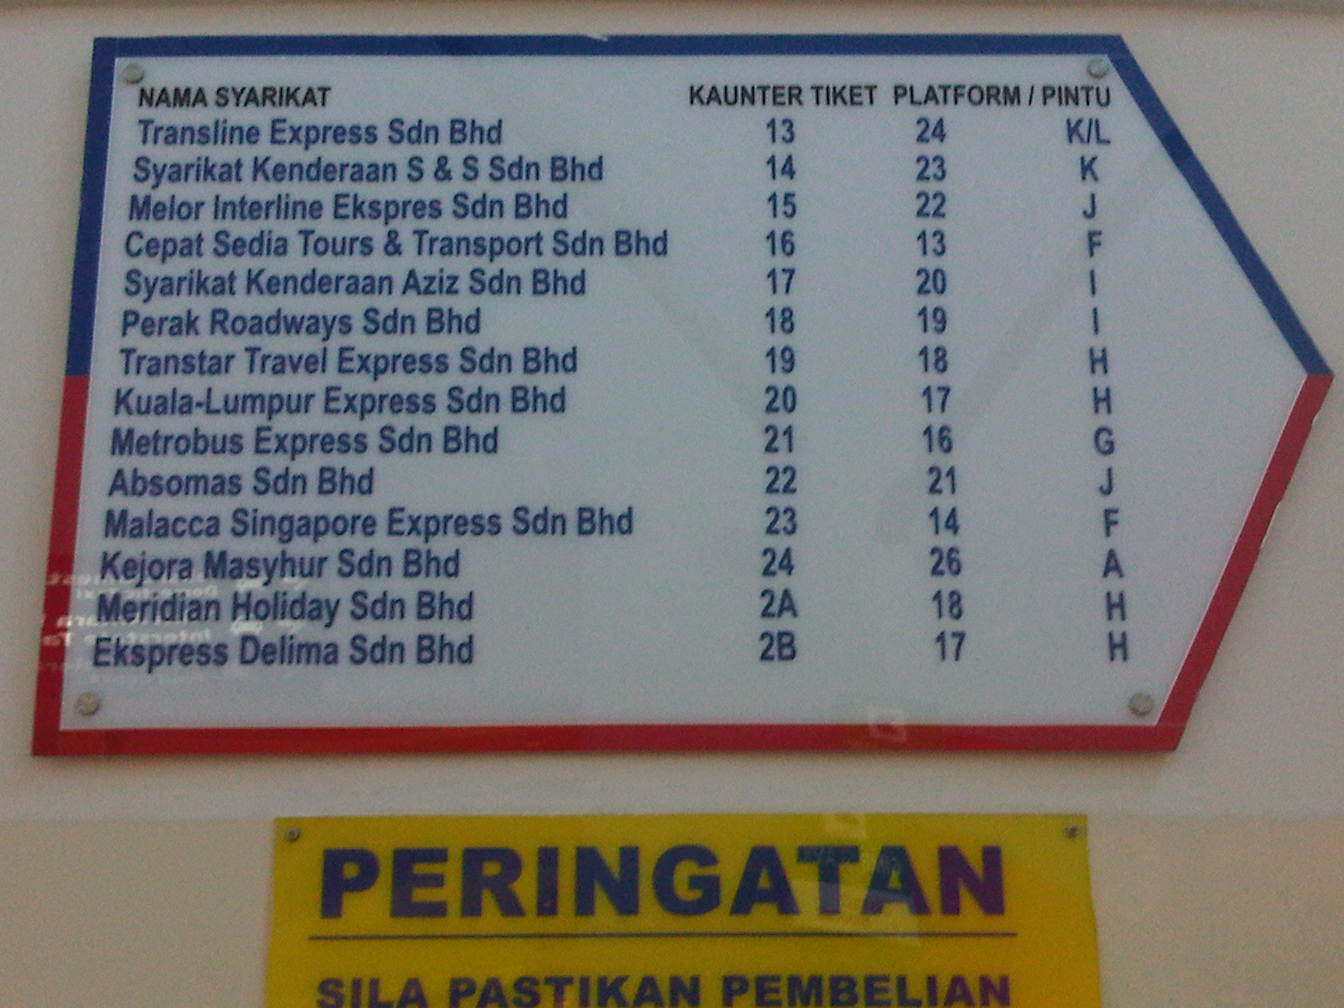 NAMA SYARIKAT KAUNTER TIKET PLATFORM / PINTU
Transline Express Sdn Bhd 13 24 K/L
Syarikat Kenderaan S & S Sdn Bhd 14 23 K
Melor Interline Ekspres Sdn Bhd 15 22 J
Cepat Sedia Tours & Transport Sdn Bhd 16 13 F
Syarikat Kenderaan Aziz Sdn Bhd 17 20 I
Perak Roadways Sdn Bhd 18 19 I
Transtar Travel Express Sdn Bhd 19 18 H
Kuala-Lumpur Express Sdn Bhd 20 17 H
Metrobus Express Sdn Bhd 21 16 G
Absomas Sdn Bhd 22 21 J
Malacca Singapore Express Sdn Bhd 23 14 F
Kejora Masyhur Sdn Bhd 24 26 A
Meridian Holiday Sdn Bhd 2A 18 H
Ekspress Delima Sdn Bhd 2B 17 H
PERINGATAN
SILA PASTIKAN PEMBELIAN